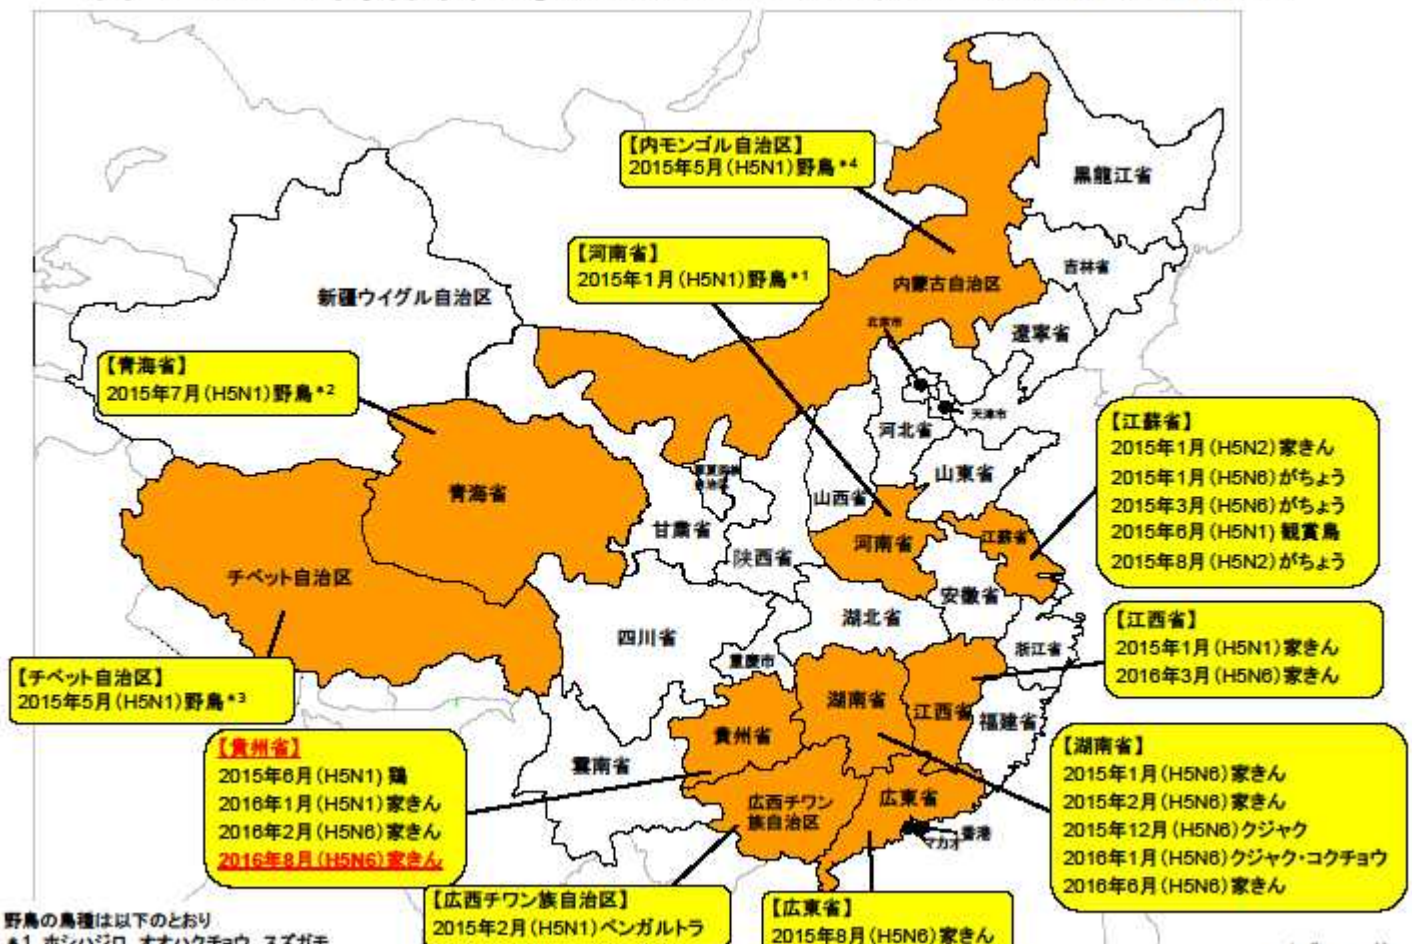 【内モンゴル自治区】
2015年5月(H5N1)野鳥*4
黒龍江省
【河南省】
2015年1月(H5N1)野鳥*1
吉林省
新疆ウイグル自治区
内蒙古自治区
北京市
遼寧省
【青海省】
2015年7月(H5N1)野鳥*2
天津市
河北省
【江蘇省】
2015年1月(H5N2)家きん
2015年1月(H5N6)がちょう
2015年3月(H5N6)がちょう
2015年6月(H5N1)観賞鳥
2015年8月(H5N2)がちょう
山東省
自治区
山西省
青海省
甘粛省
河南省
江蘇省
陝西省
チベット自治区
安徽省
湖北省
四川省
【江西省】
2015年1月(H5N1)家きん
2016年3月(H5N6)家きん
浙江省
重慶市
【チベット自治区】
2015年5月(H5N1)野鳥*3
湖南省
江西省
福建省
貴州省
【貴州省】
2015年6月(H5N1)鶏
2016年1月(H5N1)家きん
2016年2月(H5N6)家きん
2016年8月(H5N6)家きん
雲南省
【湖南省】
2015年1月(H5N6)家きん
2015年2月(H5N6)家きん
2015年12月(H5N6)クジャク
2016年1月(H5N6)クジャク・コクチョウ
2016年6月(H5N6)家きん
広西チワン
族自治区
広東省
香港
マカオ
【広西チワン族自治区】
2015年2月(H5N1)ベンガルトラ
【広東省】
2015年8月(H5N6)家きん
野鳥の鳥種は以下のとおり
*1 ホシハジロ、オオハクチョウ、スズガモ